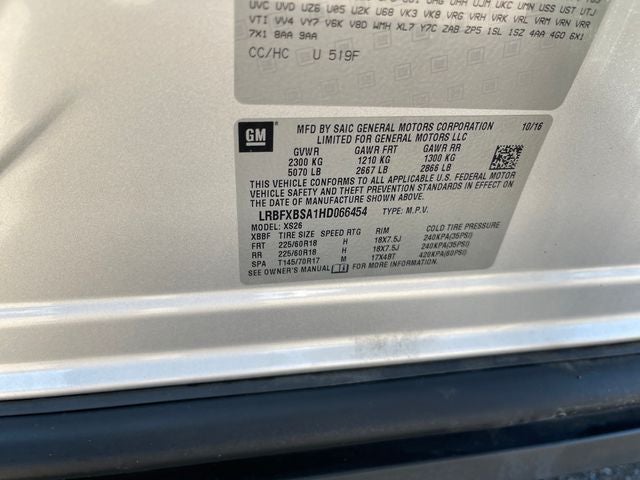 UVC UVD UZ6 U05 U2K U68 VK3 VK8 VRG VRH VRK VRL VRM VRN VRR
VTI VV4 VY7 V6K V8D WMH XL7 Y7C ZAB ZP5 1SL 1SZ 4AA 4G0 6X1
7X1 8AA 9AA
CC/HC U 519F
GM
MFD BY SAIC GENERAL MOTORS CORPORATION 10/16
LIMITED FOR GENERAL MOTORS LLC
GVWR GAWR FRT GAWR RR
2300 KG 1210 KG 1300 KG
5070 LB 2667 LB 2866 LB
THIS VEHICLE CONFORMS TO ALL APPLICABLE U.S. FEDERAL MOTOR
VEHICLE SAFETY AND THEFT PREVENTION STANDARDS IN EFFECT ON
THE DATE OF MANUFACTURE SHOWN ABOVE.
LRBFXBSA1HD066454 TYPE: M.P.V.
MODEL: XS26
XBBF TIRE SIZE SPEED RTG RIM COLD TIRE PRESSURE
FRT 225/60R18 H 18X7.5J 240KPA(35PSI)
RR 225/60R18 H 18X7.5J 240KPA(35PSI)
SPA T145/70R17 M 17X4BT 420KPA(60PSI)
SEE OWNER'S MANUAL FOR ADDITIONAL INFORMATION